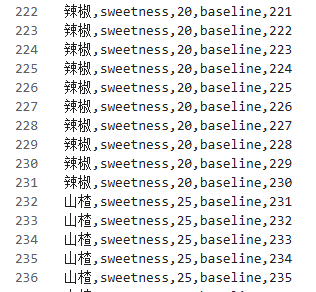 222 辣椒,sweetness,20,baseline,221
223 辣椒,sweetness,20,baseline,222
224 辣椒,sweetness,20,baseline,223
225 辣椒,sweetness,20,baseline,224
226 辣椒,sweetness,20,baseline,225
227 辣椒,sweetness,20,baseline,226
228 辣椒,sweetness,20,baseline,227
229 辣椒,sweetness,20,baseline,228
230 辣椒,sweetness,20,baseline,229
231 辣椒,sweetness,20,baseline,230
232 山楂,sweetness,25,baseline,231
233 山楂,sweetness,25,baseline,232
234 山楂,sweetness,25,baseline,233
235 山楂,sweetness,25,baseline,234
236 山楂,sweetness,25,baseline,235